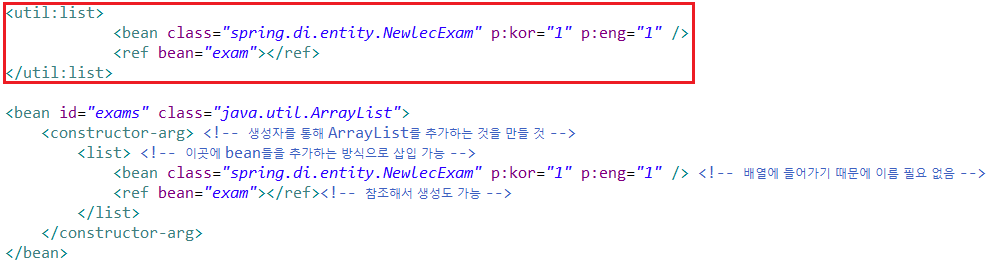 <util:list>
<bean class="spring.di.entity.NewlecExam" p:kor="1" p:eng="1" />
<ref bean="exam"></ref>
</util:list>
<bean id="exams" class="java.util.ArrayList">
<constructor-arg> <!-- 생성자를 통해 ArrayList를 추가하는 것을 만들 것 -->
<list> <!-- 이곳에 bean들을 추가하는 방식으로 삽입 가능 -->
<bean class="spring.di.entity.NewlecExam" p:kor="1" p:eng="1" /> <!-- 배열에 들어가기 때문에 이름 필요 없음 -->
<ref bean="exam"></ref><!-- 참조해서 생성도 가능 -->
</list>
</constructor-arg>
</bean>